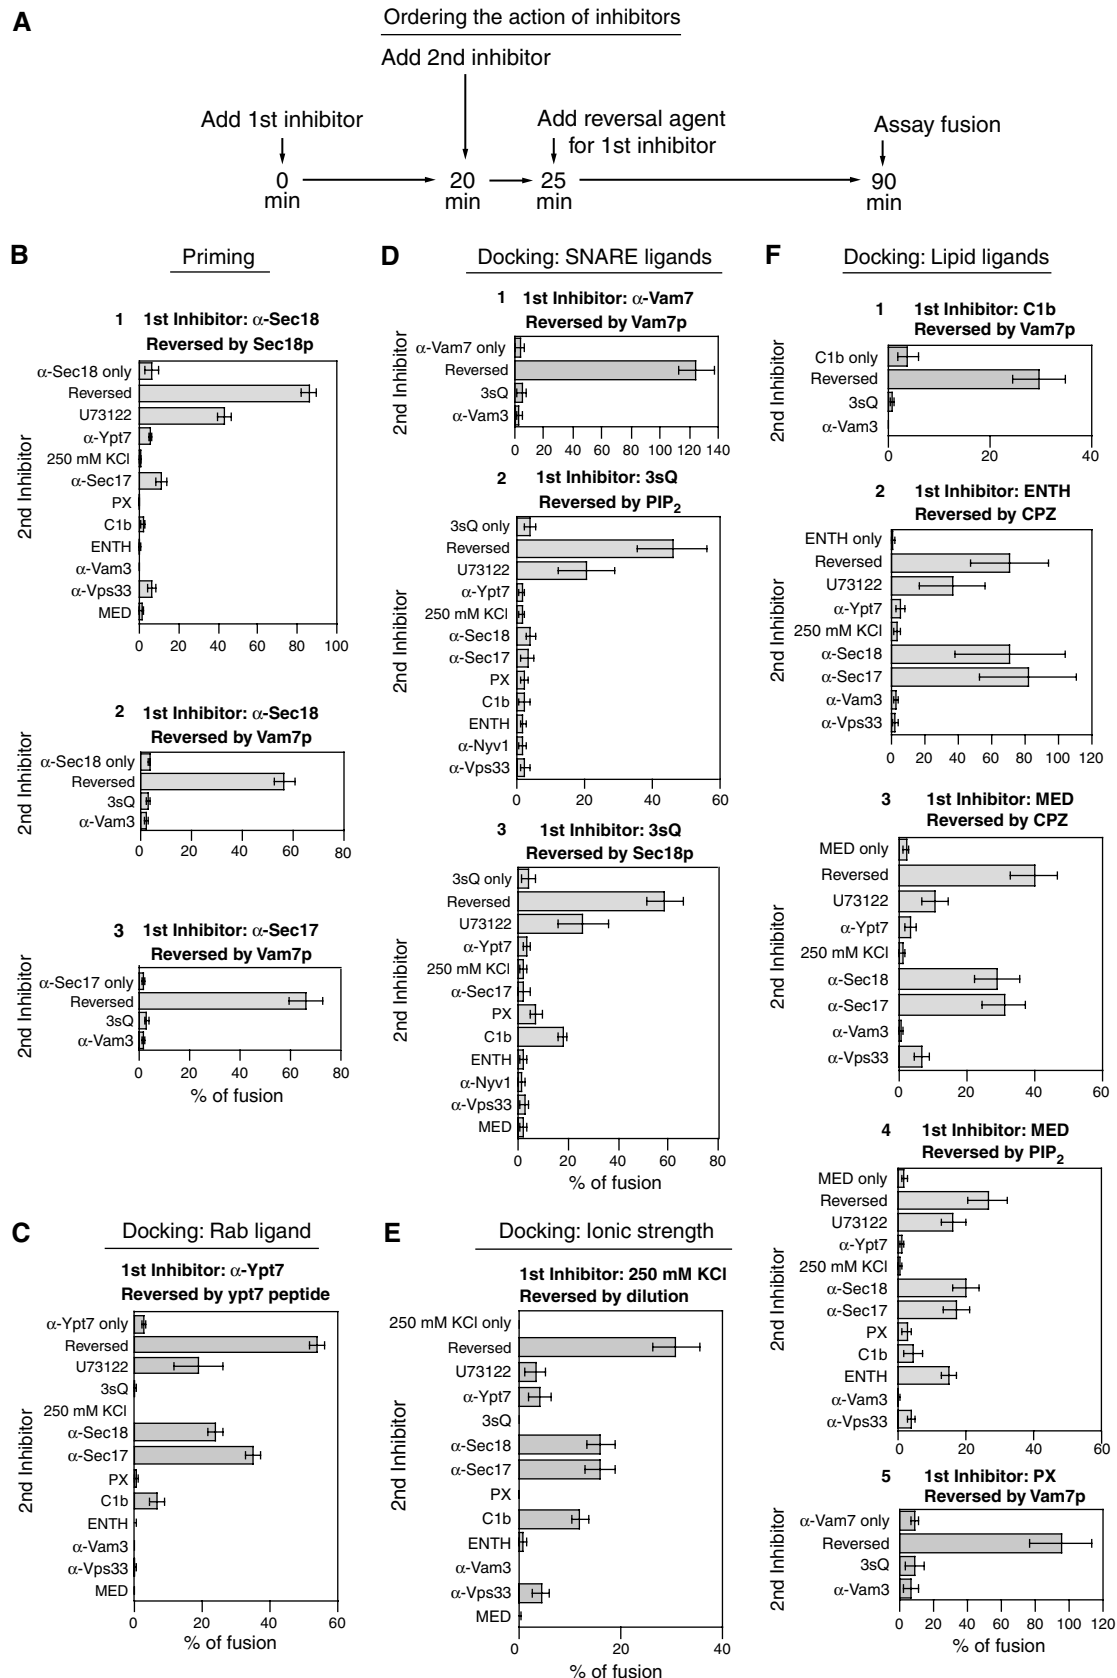 A
Ordering the action of inhibitors
Add 2nd inhibitor
Add 1st inhibitor
Add reversal agent
for 1st inhibitor
Assay fusion
0
min
20
min
25
min
90
min
B
Priming
1 1st Inhibitor: α-Sec18
Reversed by Sec18p
2nd Inhibitor
α-Sec18 only
Reversed
U73122
α-Ypt7
250 mM KCl
α-Sec17
PX
C1b
ENTH
α-Vam3
α-Vps33
MED
0 20 40 60 80 100
2 1st Inhibitor: α-Sec18
Reversed by Vam7p
2nd Inhibitor
α-Sec18 only
Reversed
3sQ
α-Vam3
0 20 40 60 80
3 1st Inhibitor: α-Sec17
Reversed by Vam7p
2nd Inhibitor
α-Sec17 only
Reversed
3sQ
α-Vam3
0 20 40 60 80
% of fusion
C
Docking: Rab ligand
1st Inhibitor: α-Ypt7
Reversed by ypt7 peptide
2nd Inhibitor
α-Ypt7 only
Reversed
U73122
3sQ
250 mM KCl
α-Sec18
α-Sec17
PX
C1b
ENTH
α-Vam3
α-Vps33
MED
0 20 40 60
% of fusion
D
Docking: SNARE ligands
1 1st Inhibitor: α-Vam7
Reversed by Vam7p
2nd Inhibitor
α-Vam7 only
Reversed
3sQ
α-Vam3
0 20 40 60 80 100 120 140
2 1st Inhibitor: 3sQ
Reversed by PIP2
2nd Inhibitor
3sQ only
Reversed
U73122
α-Ypt7
250 mM KCl
α-Sec18
α-Sec17
PX
C1b
ENTH
α-Nyv1
α-Vps33
0 20 40 60
3 1st Inhibitor: 3sQ
Reversed by Sec18p
2nd Inhibitor
3sQ only
Reversed
U73122
α-Ypt7
250 mM KCl
α-Sec17
PX
C1b
ENTH
α-Nyv1
α-Vps33
MED
0 20 40 60 80
% of fusion
E
Docking: Ionic strength
1st Inhibitor: 250 mM KCl
Reversed by dilution
2nd Inhibitor
250 mM KCl only
Reversed
U73122
α-Ypt7
3sQ
α-Sec18
α-Sec17
PX
C1b
ENTH
α-Vam3
α-Vps33
MED
0 20 40
% of fusion
F
Docking: Lipid ligands
1 1st Inhibitor: C1b
Reversed by Vam7p
2nd Inhibitor
C1b only
Reversed
3sQ
α-Vam3
0 20 40
2 1st Inhibitor: ENTH
Reversed by CPZ
2nd Inhibitor
ENTH only
Reversed
U73122
α-Ypt7
250 mM KCl
α-Sec18
α-Sec17
α-Vam3
α-Vps33
0 20 40 60 80 100 120
3 1st Inhibitor: MED
Reversed by CPZ
2nd Inhibitor
MED only
Reversed
U73122
α-Ypt7
250 mM KCl
α-Sec18
α-Sec17
α-Vam3
α-Vps33
0 20 40 60
4 1st Inhibitor: MED
Reversed by PIP2
2nd Inhibitor
MED only
Reversed
U73122
α-Ypt7
250 mM KCl
α-Sec18
α-Sec17
PX
C1b
ENTH
α-Vam3
α-Vps33
0 20 40 60
5 1st Inhibitor: PX
Reversed by Vam7p
2nd Inhibitor
α-Vam7 only
Reversed
3sQ
α-Vam3
0 20 40 60 80 100 120
% of fusion